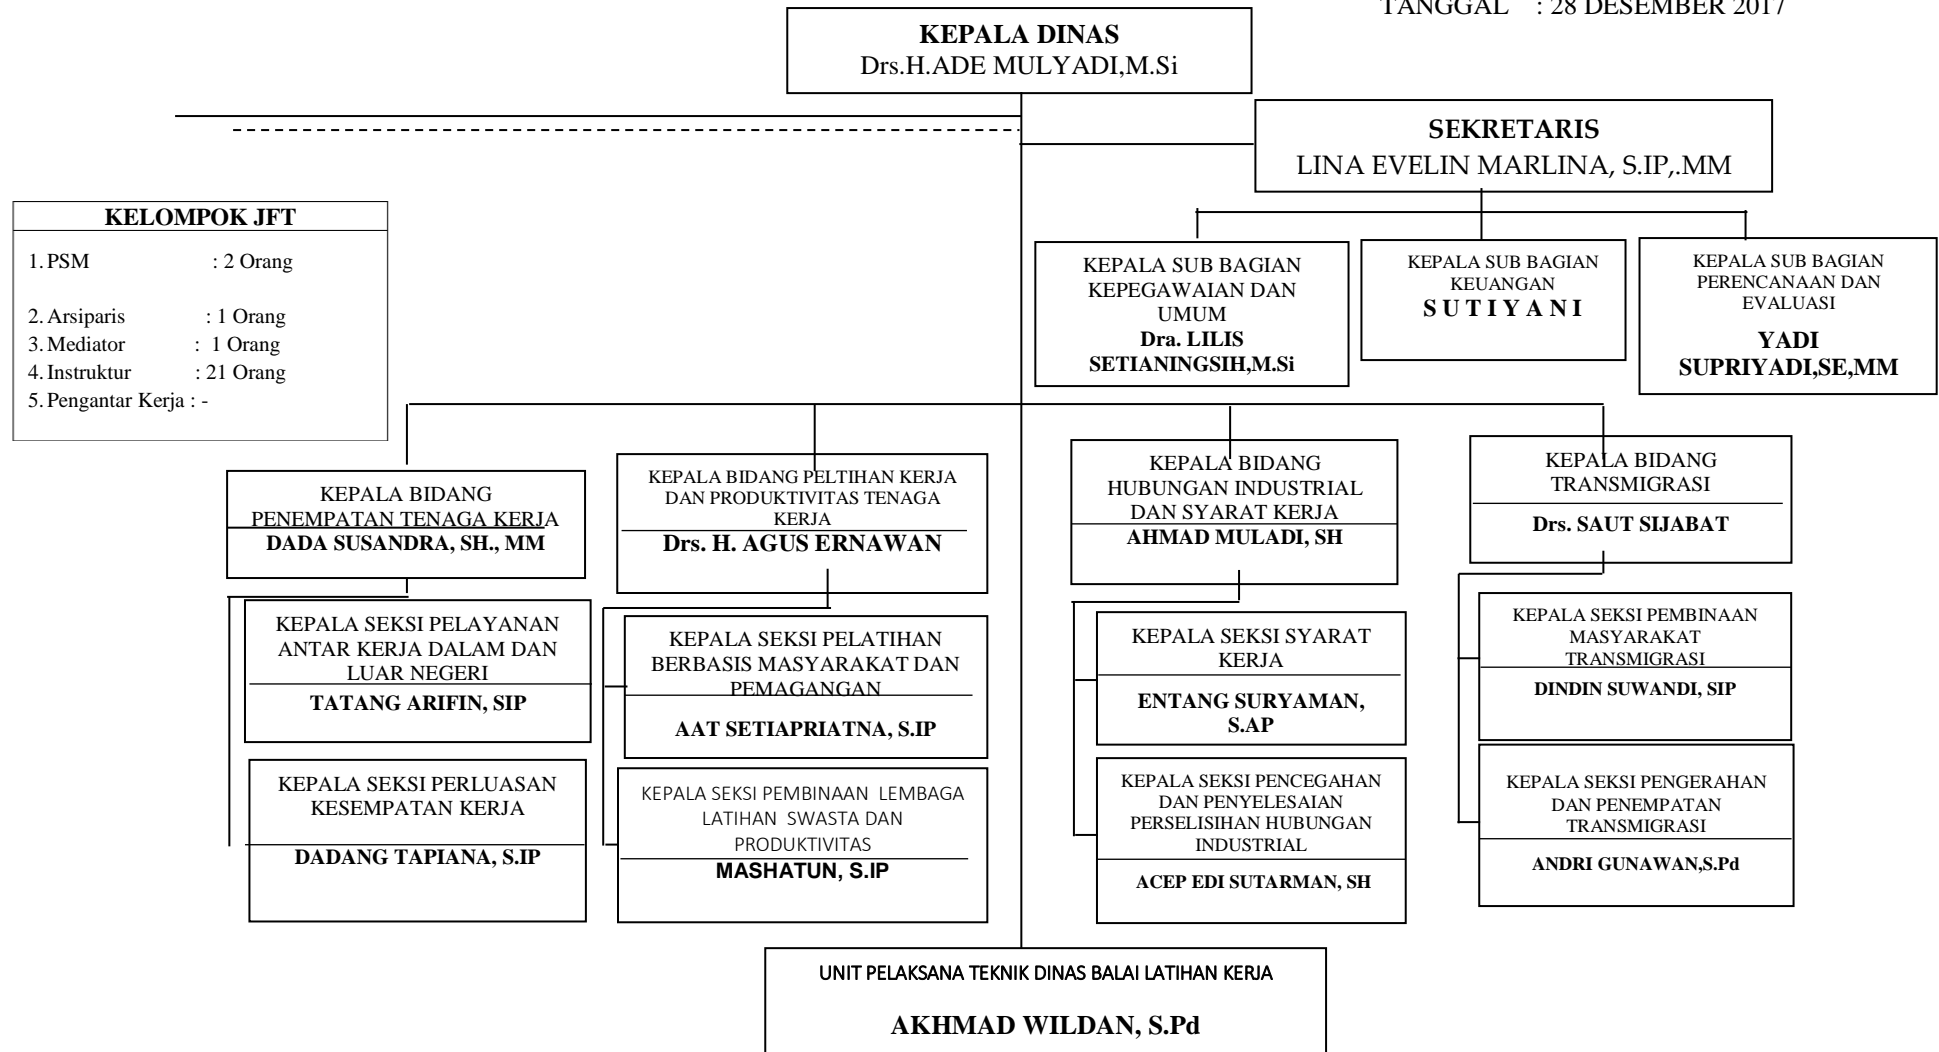 TANGGAL : 28 DESEMBER 2017
KEPALA DINAS
Drs.H.ADE MULYADI,M.Si
SEKRETARIS
LINA EVELIN MARLINA, S.IP,.MM
KELOMPOK JFT
1. PSM : 2 Orang
2. Arsiparis : 1 Orang
3. Mediator : 1 Orang
4. Instruktur : 21 Orang
5. Pengantar Kerja : -
KEPALA SUB BAGIAN
KEPEGAWAIAN DAN
UMUM
Dra. LILIS
SETIANINGSIH,M.Si
KEPALA SUB BAGIAN
KEUANGAN
S U T I Y A N I
KEPALA SUB BAGIAN
PERENCANAAN DAN
EVALUASI
YADI
SUPRIYADI,SE,MM
KEPALA BIDANG
PENEMPATAN TENAGA KERJA
DADA SUSANDRA, SH., MM
KEPALA BIDANG PELTIHAN KERJA
DAN PRODUKTIVITAS TENAGA
KERJA
Drs. H. AGUS ERNAWAN
KEPALA BIDANG
HUBUNGAN INDUSTRIAL
DAN SYARAT KERJA
AHMAD MULADI, SH
KEPALA BIDANG
TRANSMIGRASI
Drs. SAUT SIJABAT
KEPALA SEKSI PELAYANAN
ANTAR KERJA DALAM DAN
LUAR NEGERI
TATANG ARIFIN, SIP
KEPALA SEKSI PELATIHAN
BERBASIS MASYARAKAT DAN
PEMAGANGAN
AAT SETIAPRIATNA, S.IP
KEPALA SEKSI SYARAT
KERJA
ENTANG SURYAMAN,
S.AP
KEPALA SEKSI PEMBINAAN
MASYARAKAT
TRANSMIGRASI
DINDIN SUWANDI, SIP
KEPALA SEKSI PERLUASAN
KESEMPATAN KERJA
DADANG TAPIANA, S.IP
KEPALA SEKSI PEMBINAAN LEMBAGA
LATIHAN SWASTA DAN
PRODUKTIVITAS
MASHATUN, S.IP
KEPALA SEKSI PENCEGAHAN
DAN PENYELESAIAN
PERSELISIHAN HUBUNGAN
INDUSTRIAL
ACEP EDI SUTARMAN, SH
KEPALA SEKSI PENGERAHAN
DAN PENEMPATAN
TRANSMIGRASI
ANDRI GUNAWAN,S.Pd
UNIT PELAKSANA TEKNIK DINAS BALAI LATIHAN KERJA
AKHMAD WILDAN, S.Pd